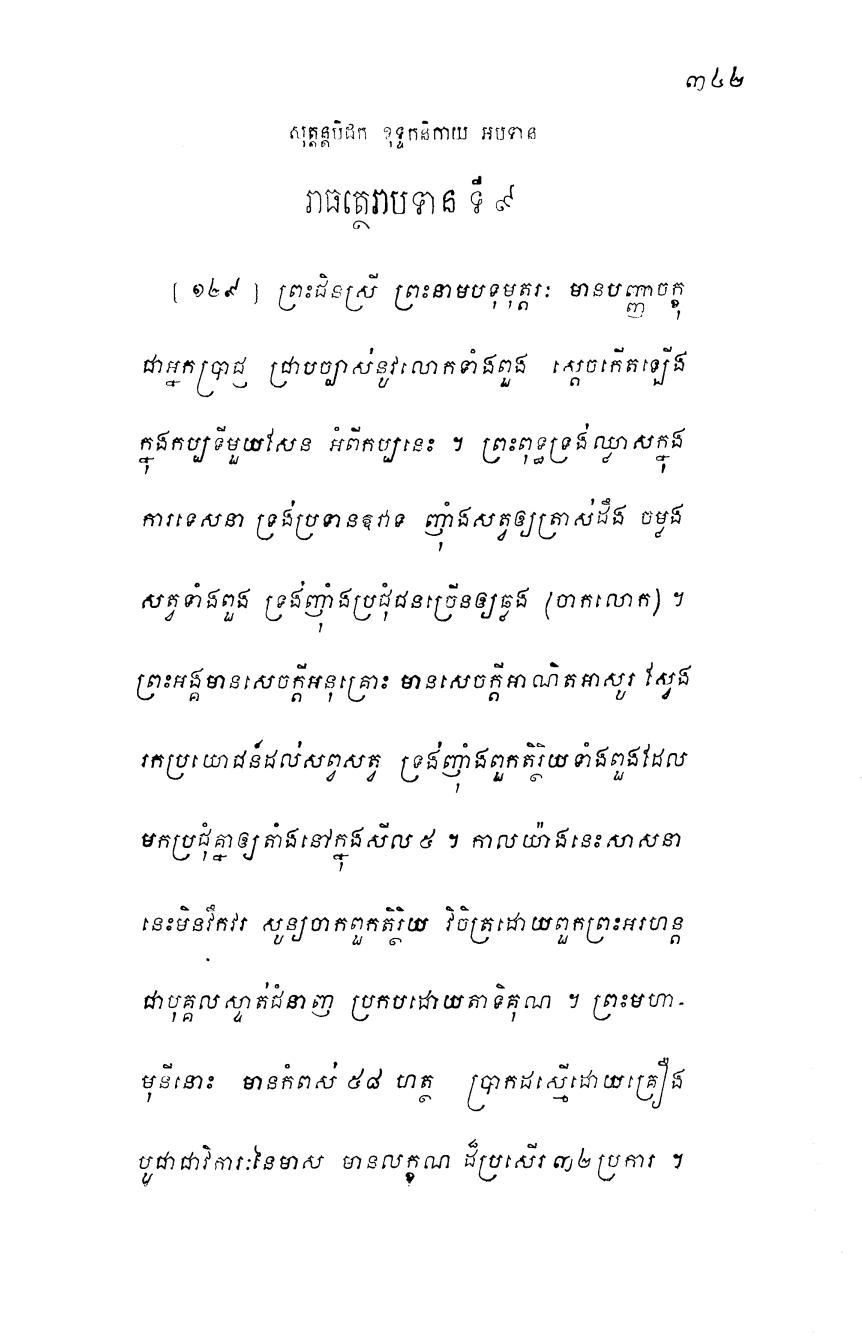 ៣៤២
សុត្តន្តបិដក ខុទ្ទកនិកាយ អបទាន
រាធត្ថេរាបទាន ទី ៩
[ ១២៩ ] ព្រះជិនស្រី ព្រះនាមបទុមុត្តរៈ មានបញ្ញាចក្ខុ
ជាអ្នកប្រាជ្ញ ជ្រាបច្បាស់នូវលោកទាំងពួង ស្តេចកើតឡើង
ក្នុងកប្បទីមួយសែន អំពីកប្បនេះ ។ ព្រះពុទ្ធទ្រង់ឈ្លាសក្នុង
ការទេសនា ទ្រង់ប្រទានឱវាទ ញុំាងសត្វឲ្យត្រាស់ដឹង ចម្លង
សត្វទាំងពួង ទ្រង់ញុំាងប្រជុំជនច្រើនឲ្យឆ្លង (ចាកលោក) ។
ព្រះអង្គមានសេចក្តីអនុគ្រោះ មានសេចក្តីអាណិតអាសូរ ស្វែង
រកប្រយោជន៍ដល់សព្វសត្វ ទ្រង់ញុំាងពួកតិរ្ថិយទាំងពួងដែល
មកប្រជុំគ្នាឲ្យតាំងនៅក្នុងសីល ៥ ។ កាលយ៉ាងនេះសាសនា
នេះមិនវឹកវរ សូន្យចាកពួកតិរ្ថិយ វិចិត្រដោយពួកព្រះអរហន្ត
ជាបុគ្គលស្ទាត់ជំនាញ ប្រកបដោយតាទិគុណ ។ ព្រះមហា-
មុនីនោះ មានកំពស់ ៥៨ ហត្ថ ប្រាកដស្មើដោយគ្រឿង
បូជាជាវិការៈនៃមាស មានលក្ខណ ដ៏ប្រសើរ ៣២ ប្រការ ។